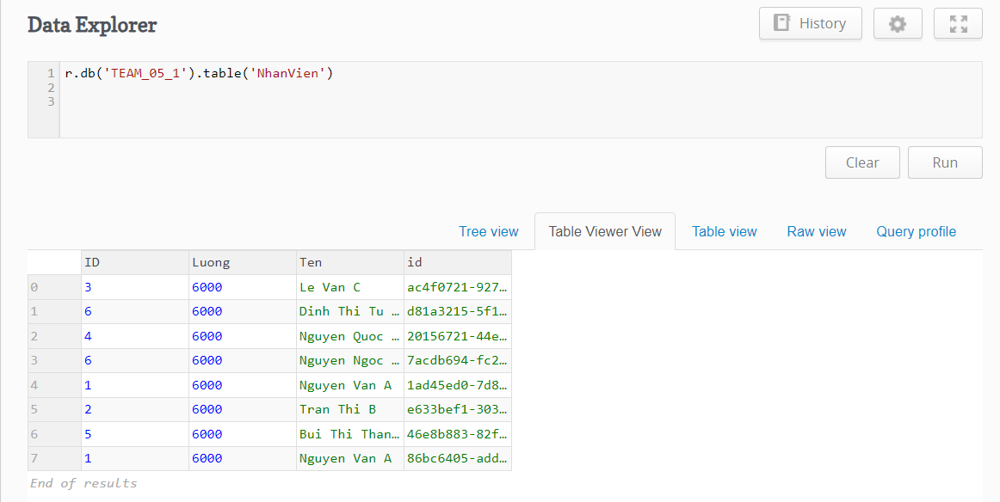 Data Explorer History
1 r.db('TEAM_05_1').table('NhanVien')
2
3
Clear Run
Tree view Table Viewer View Table view Raw view Query profile
ID Luong Ten id
0 3 6000 Le Van C ac4f0721-927…
1 6 6000 Dinh Thi Tu … d81a3215-5f1…
2 4 6000 Nguyen Quoc … 20156721-44e…
3 6 6000 Nguyen Ngoc … 7acdb694-fc2…
4 1 6000 Nguyen Van A 1ad45ed0-7d8…
5 2 6000 Tran Thi B e633bef1-303…
6 5 6000 Bui Thi Than… 46e8b883-82f…
7 1 6000 Nguyen Van A 86bc6405-add…
End of results